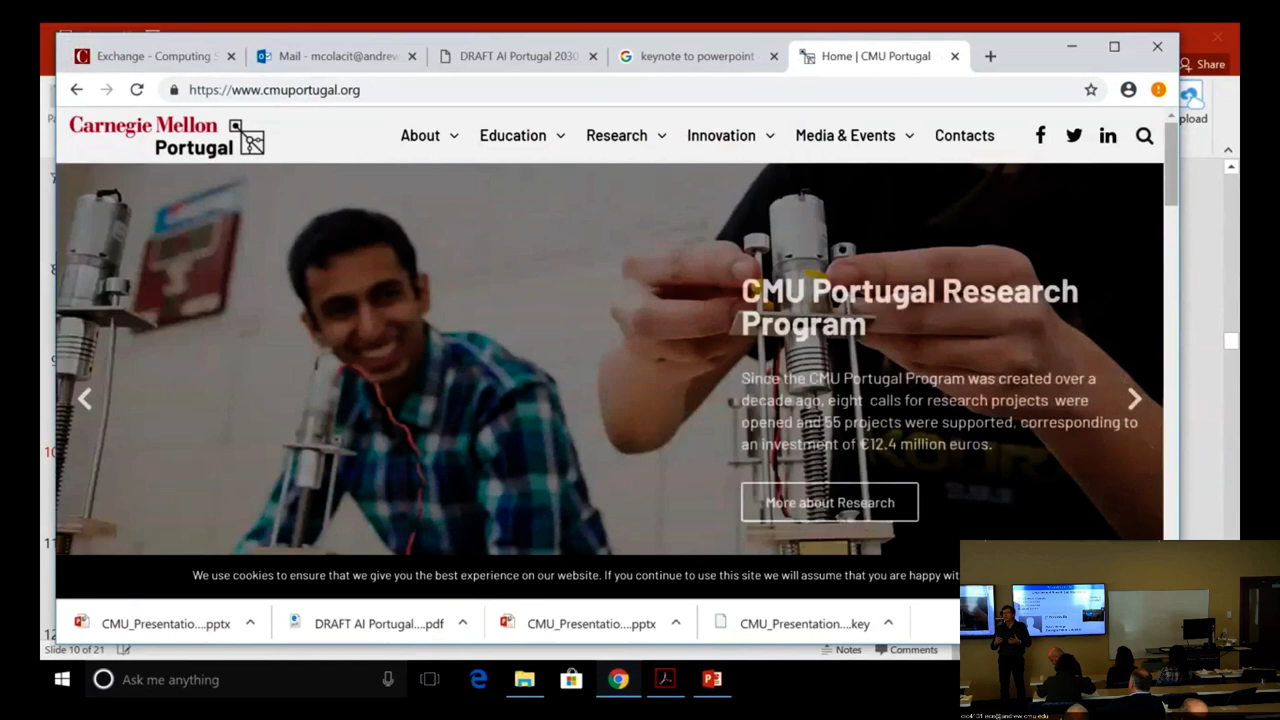 Exchange - Computing
Mail - mcolacit@andrew
DRAFT AI Portugal 2030
keynote to powerpoint
Home | CMU Portugal
Share
https://www.cmuportugal.org
pload
Carnegie Mellon
Portugal
About
Education
Research
Innovation
Media & Events
Contacts
CMU Portugal Research
Program
Since the CMU Portugal Program was created over a
decade ago, eight calls for research projects were
opened and 55 projects were supported, corresponding to
an investment of €12.4 million euros.
More about Research
We use cookies to ensure that we give you the best experience on our website. If you continue to use this site we will assume that you are happy wit
CMU_Presentatio....pptx
DRAFT AI Portugal....pdf
CMU_Presentatio....pptx
CMU_Presentation....key
10
11
12
Slide 10 of 21
Notes
Comments
Ask me anything